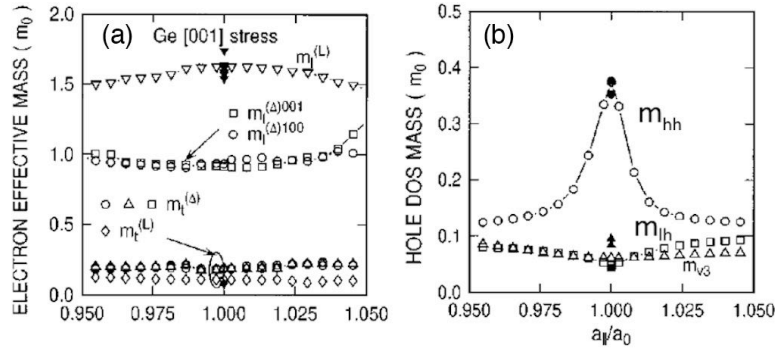 (a)
Ge [001] stress
m_l^(L)
□ m_l^(Δ)001
○ m_l^(Δ)100
○ △ □ m_t^(Δ)
◇ m_t^(L)
ELECTRON EFFECTIVE MASS ( m_0 )
2.0
1.5
1.0
0.5
0.0
0.950 0.975 1.000 1.025 1.050
(b)
m_hh
m_lh
m_v3
HOLE DOS MASS ( m_0 )
0.5
0.4
0.3
0.2
0.1
0.0
0.950 0.975 1.000 1.025 1.050
a_∥/a_0